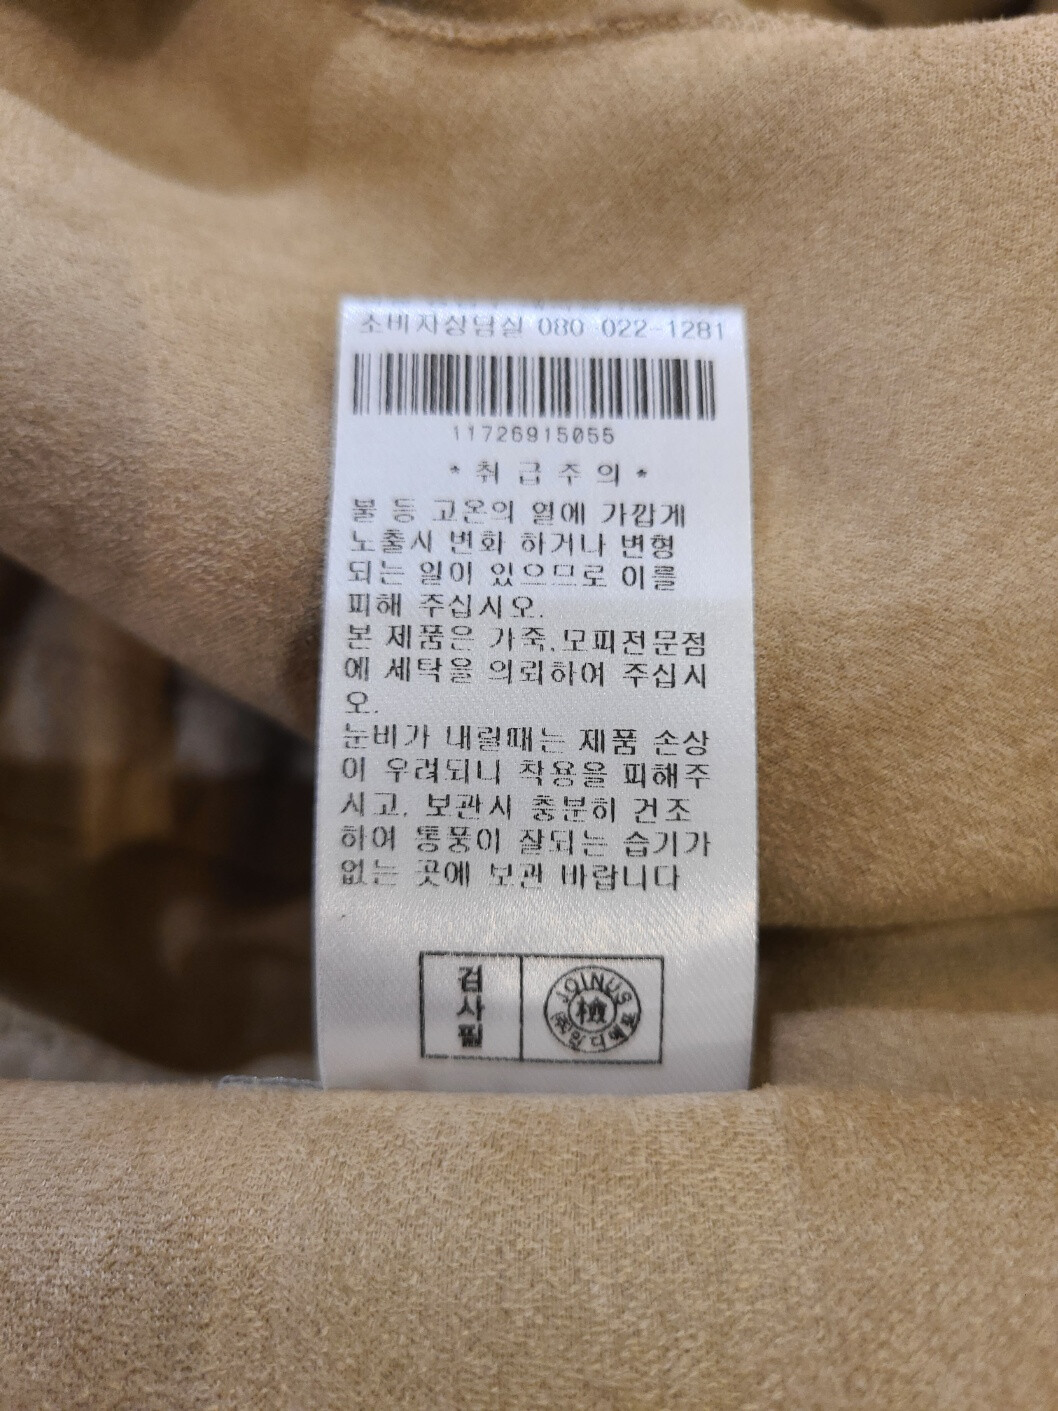 소비자상담실 080 022-1281
11726915055
*취급주의*
불 등 고온의 열에 가깝게
노출시 변화 하거나 변형
되는 일이 있으므로 이를
피해 주십시오.
본 제품은 가죽.모피전문점
에 세탁을 의뢰하여 주십시
오.
눈비가 내릴때는 제품 손상
이 우려되니 착용을 피해주
시고, 보관시 충분히 건조
하여 통풍이 잘되는 습기가
없는 곳에 보관 바랍니다
검사필
JOINUS
檢